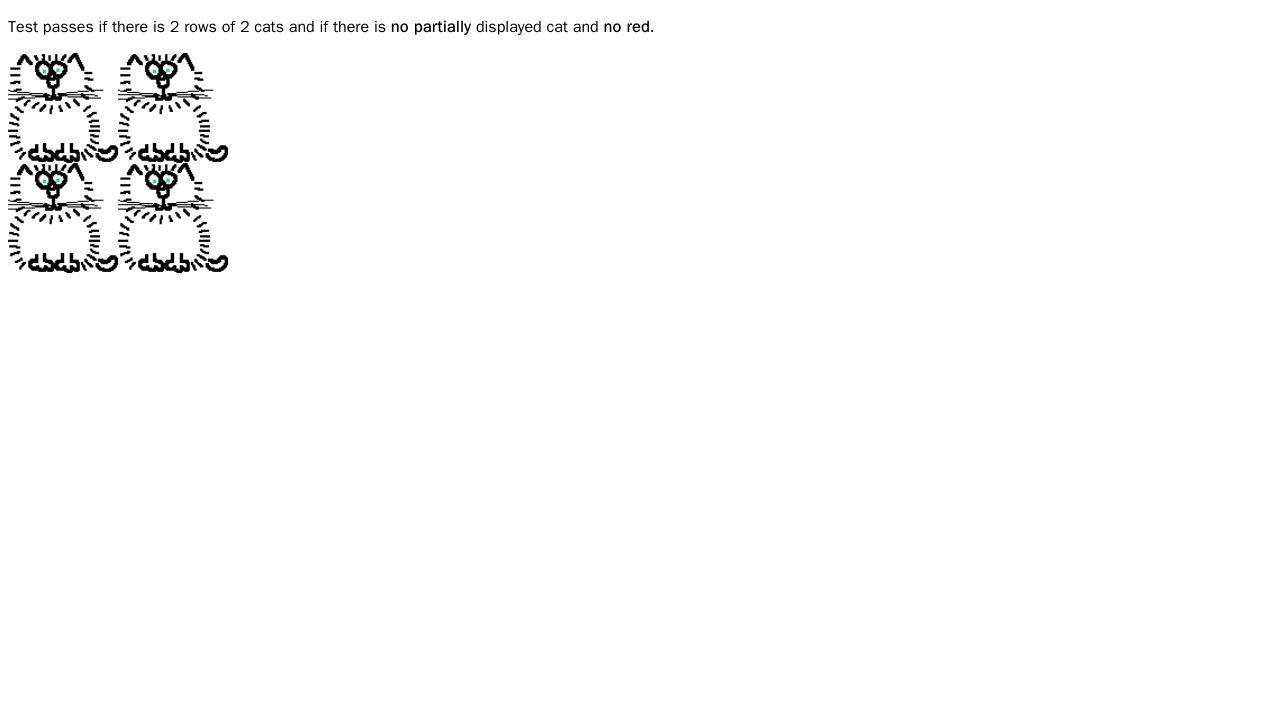 Test passes if there is 2 rows of 2 cats and if there is no partially displayed cat and no red.